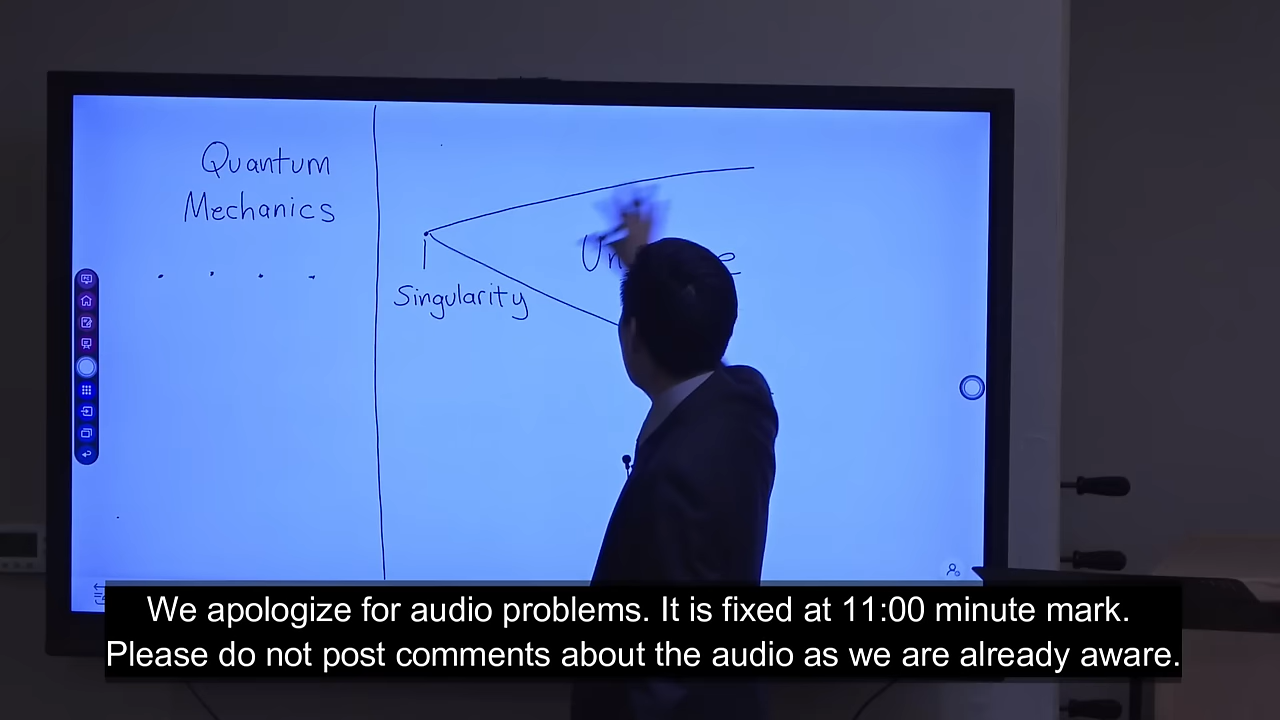 Quantum
Mechanics
Singularity
We apologize for audio problems. It is fixed at 11:00 minute mark.
Please do not post comments about the audio as we are already aware.